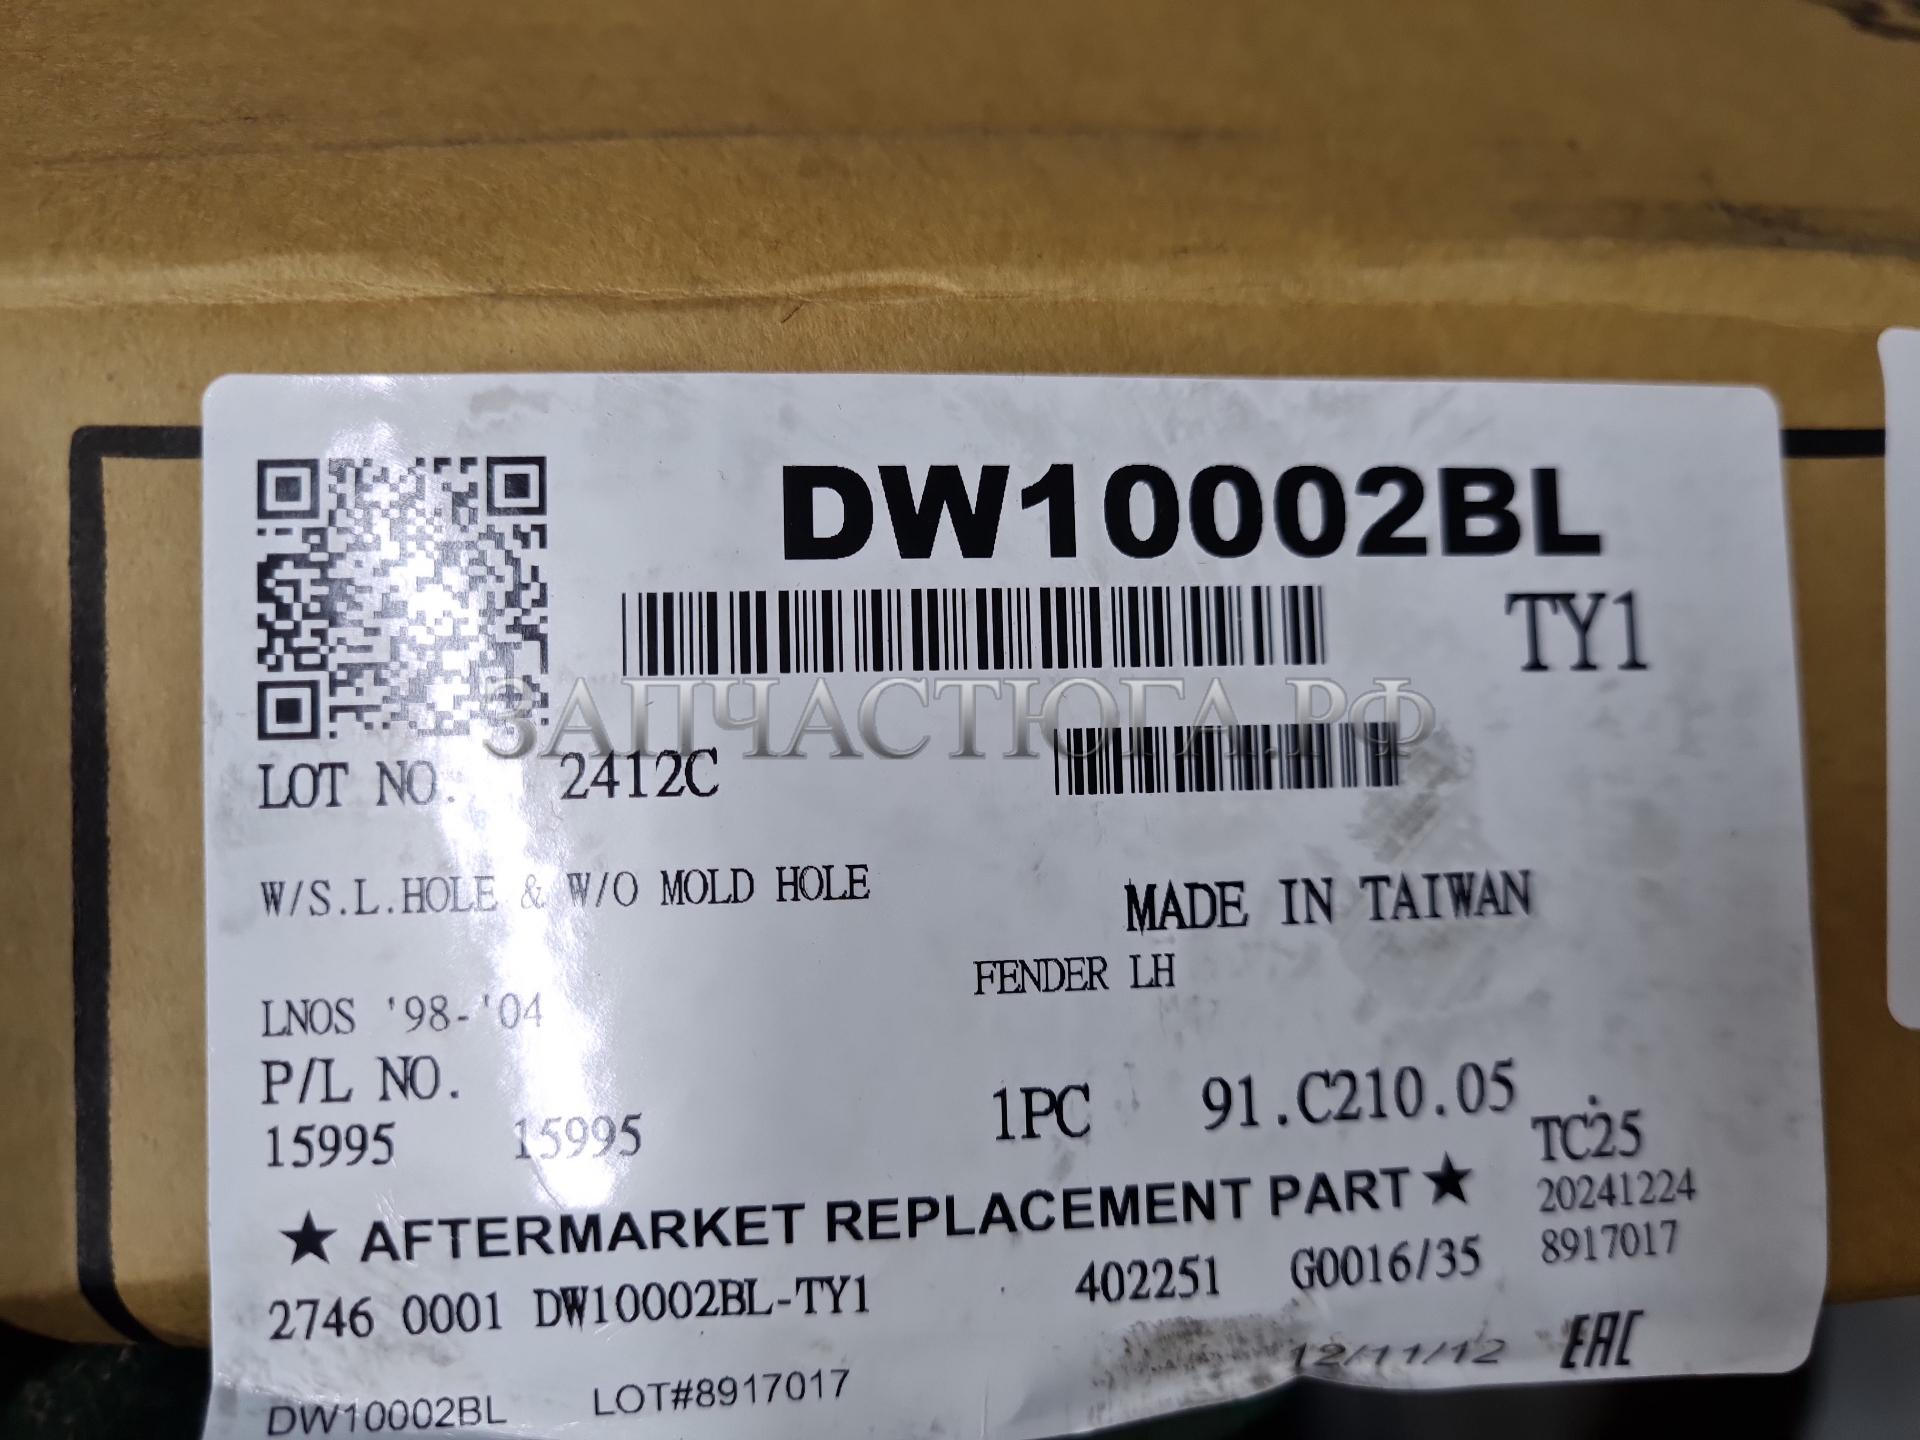 DW10002BL
TY1
ЗАПЧАСТЮГА.РФ
LOT NO. 2412C
W/S.L.HOLE & W/O MOLD HOLE
MADE IN TAIWAN
FENDER LH
LNOS '98-'04
P/L NO.
15995 15995
1PC 91.C210.05
TC25
20241224
8917017
★ AFTERMARKET REPLACEMENT PART ★
2746 0001 DW10002BL-TY1 402251 G0016/35
12/11/12 EAC
DW10002BL LOT#8917017